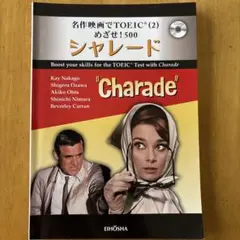 名作映画でTOEIC®(2)
めざせ!500
シャレード
Boost your skills for the TOEIC® Test with Charade
Kay Nakago
Shigeru Ozawa
Akiko Ohta
Shinichi Nimura
Beverley Curran
"Charade"
EIHŌSHA